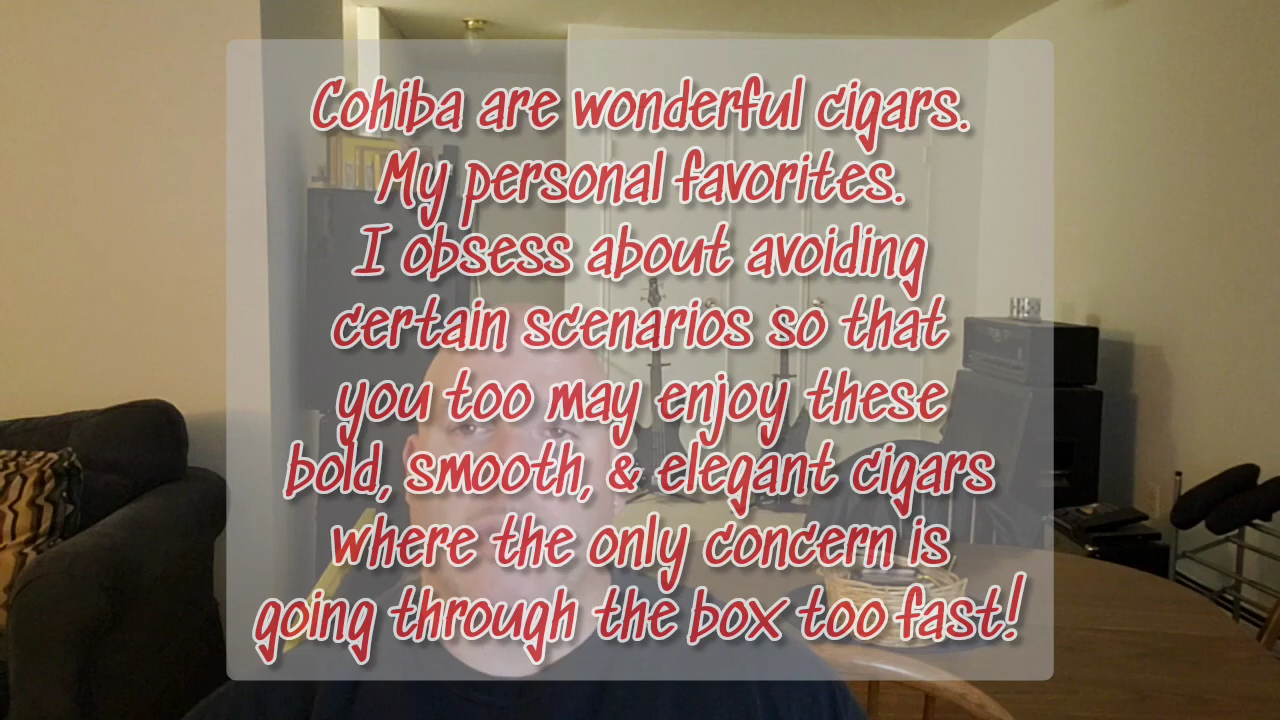 Cohiba are wonderful cigars.
My personal favorites.
I obsess about avoiding
certain scenarios so that
you too may enjoy these
bold, smooth, & elegant cigars
where the only concern is
going through the box too fast!